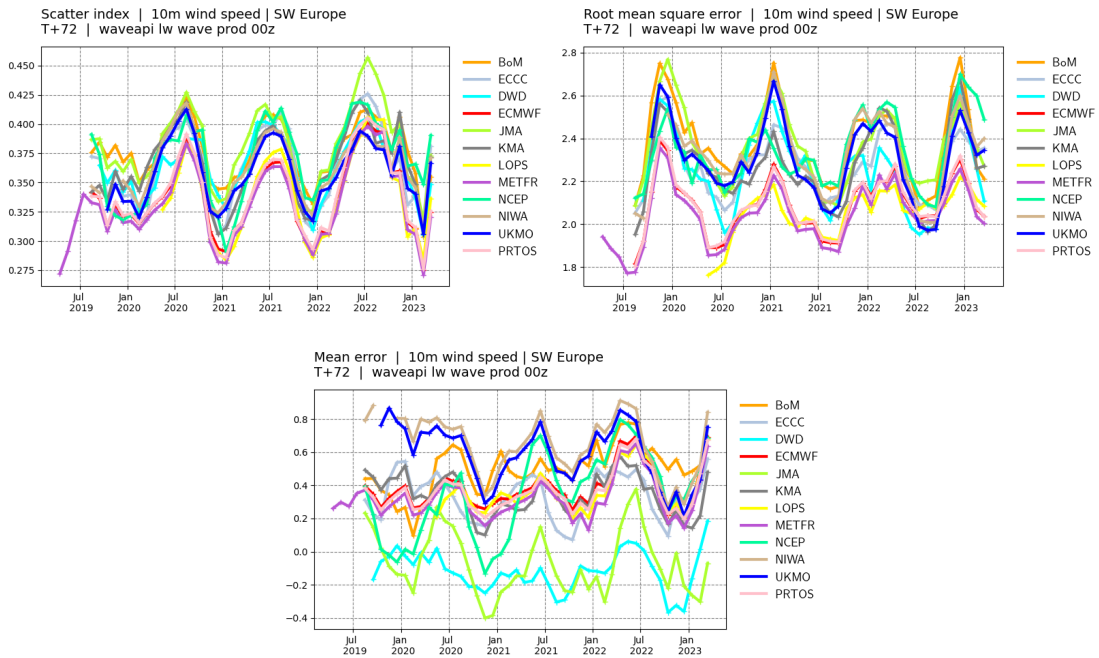 Scatter index | 10m wind speed | SW Europe
T+72 | waveapi lw wave prod 00z
0.450
0.425
0.400
0.375
0.350
0.325
0.300
0.275
Jul
2019
Jan
2020
Jul
2020
Jan
2021
Jul
2021
Jan
2022
Jul
2022
Jan
2023
BoM
ECCC
DWD
ECMWF
JMA
KMA
LOPS
METFR
NCEP
NIWA
UKMO
PRTOS
Root mean square error | 10m wind speed | SW Europe
T+72 | waveapi lw wave prod 00z
2.8
2.6
2.4
2.2
2.0
1.8
Jul
2019
Jan
2020
Jul
2020
Jan
2021
Jul
2021
Jan
2022
Jul
2022
Jan
2023
BoM
ECCC
DWD
ECMWF
JMA
KMA
LOPS
METFR
NCEP
NIWA
UKMO
PRTOS
Mean error | 10m wind speed | SW Europe
T+72 | waveapi lw wave prod 00z
0.8
0.6
0.4
0.2
0.0
−0.2
−0.4
Jul
2019
Jan
2020
Jul
2020
Jan
2021
Jul
2021
Jan
2022
Jul
2022
Jan
2023
BoM
ECCC
DWD
ECMWF
JMA
KMA
LOPS
METFR
NCEP
NIWA
UKMO
PRTOS